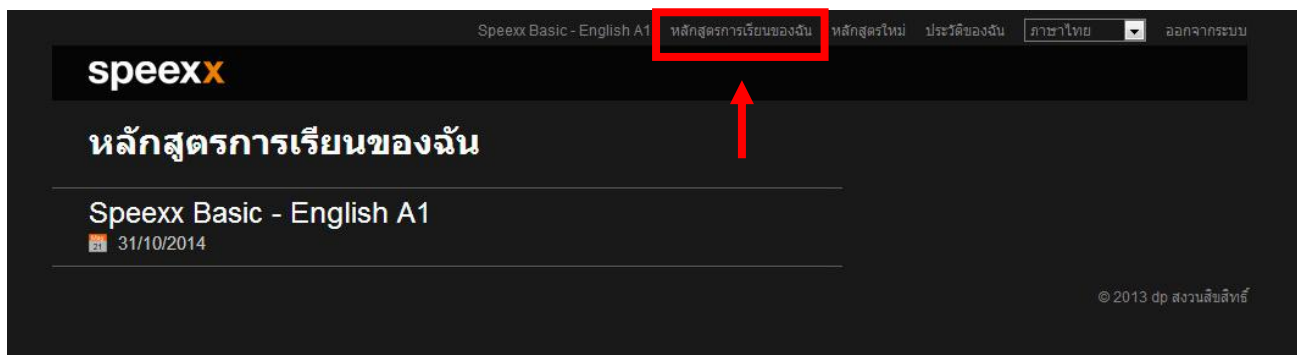 Speexx Basic - English A1 หลักสูตรการเรียนของฉัน หลักสูตรใหม่ ประวัติของฉัน ภาษาไทย ออกจากระบบ
speexx
หลักสูตรการเรียนของฉัน
Speexx Basic - English A1
31/10/2014
© 2013 dp สงวนสิขสิทธิ์